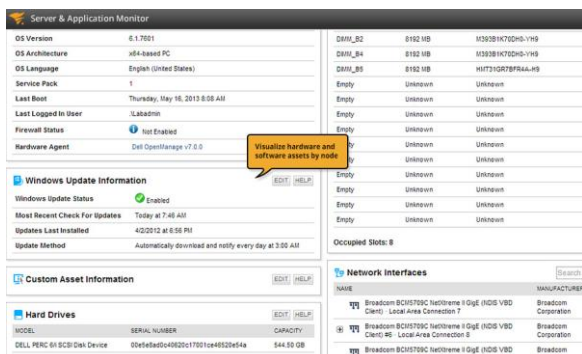 Server & Application Monitor
OS Version 6.1.7601
OS Architecture x64-based PC
OS Language English (United States)
Service Pack 1
Last Boot Thursday, May 16, 2013 8:08 AM
Last Logged In User .\Labadmin
Firewall Status Not Enabled
Hardware Agent Dell OpenManage v7.0.0
Visualize hardware and
software assets by node
Windows Update Information EDIT HELP
Windows Update Status Enabled
Most Recent Check For Updates Today at 7:46 AM
Updates Last Installed 4/2/2012 at 6:56 PM
Update Method Automatically download and notify every day at 3:00 AM
Custom Asset Information EDIT HELP
Hard Drives EDIT HELP
MODEL SERIAL NUMBER CAPACITY
DELL PERC 6/i SCSI Disk Device 544.50 GB
DIMM_B2 8192 MB M393B1K70DH0-YH9
DIMM_B4 8192 MB M393B1K70DH0-YH9
DIMM_B5 8192 MB HMT31GR7BFR4A-H9
Empty Unknown Unknown
Empty Unknown Unknown
Empty Unknown Unknown
Empty Unknown Unknown
Empty Unknown Unknown
Empty Unknown Unknown
Empty Unknown Unknown
Empty Unknown Unknown
Empty Unknown Unknown
Empty Unknown Unknown
Occupied Slots: 8
Network Interfaces Search
NAME MANUFACTURER
Broadcom BCM5709C NetXtreme II GigE (NDIS VBD Broadcom
Client) - Local Area Connection 7 Corporation
Broadcom BCM5709C NetXtreme II GigE (NDIS VBD Broadcom
Client) #6 - Local Area Connection 8 Corporation
Broadcom BCM5709C NetXtreme II GigE (NDIS VBD Broadcom